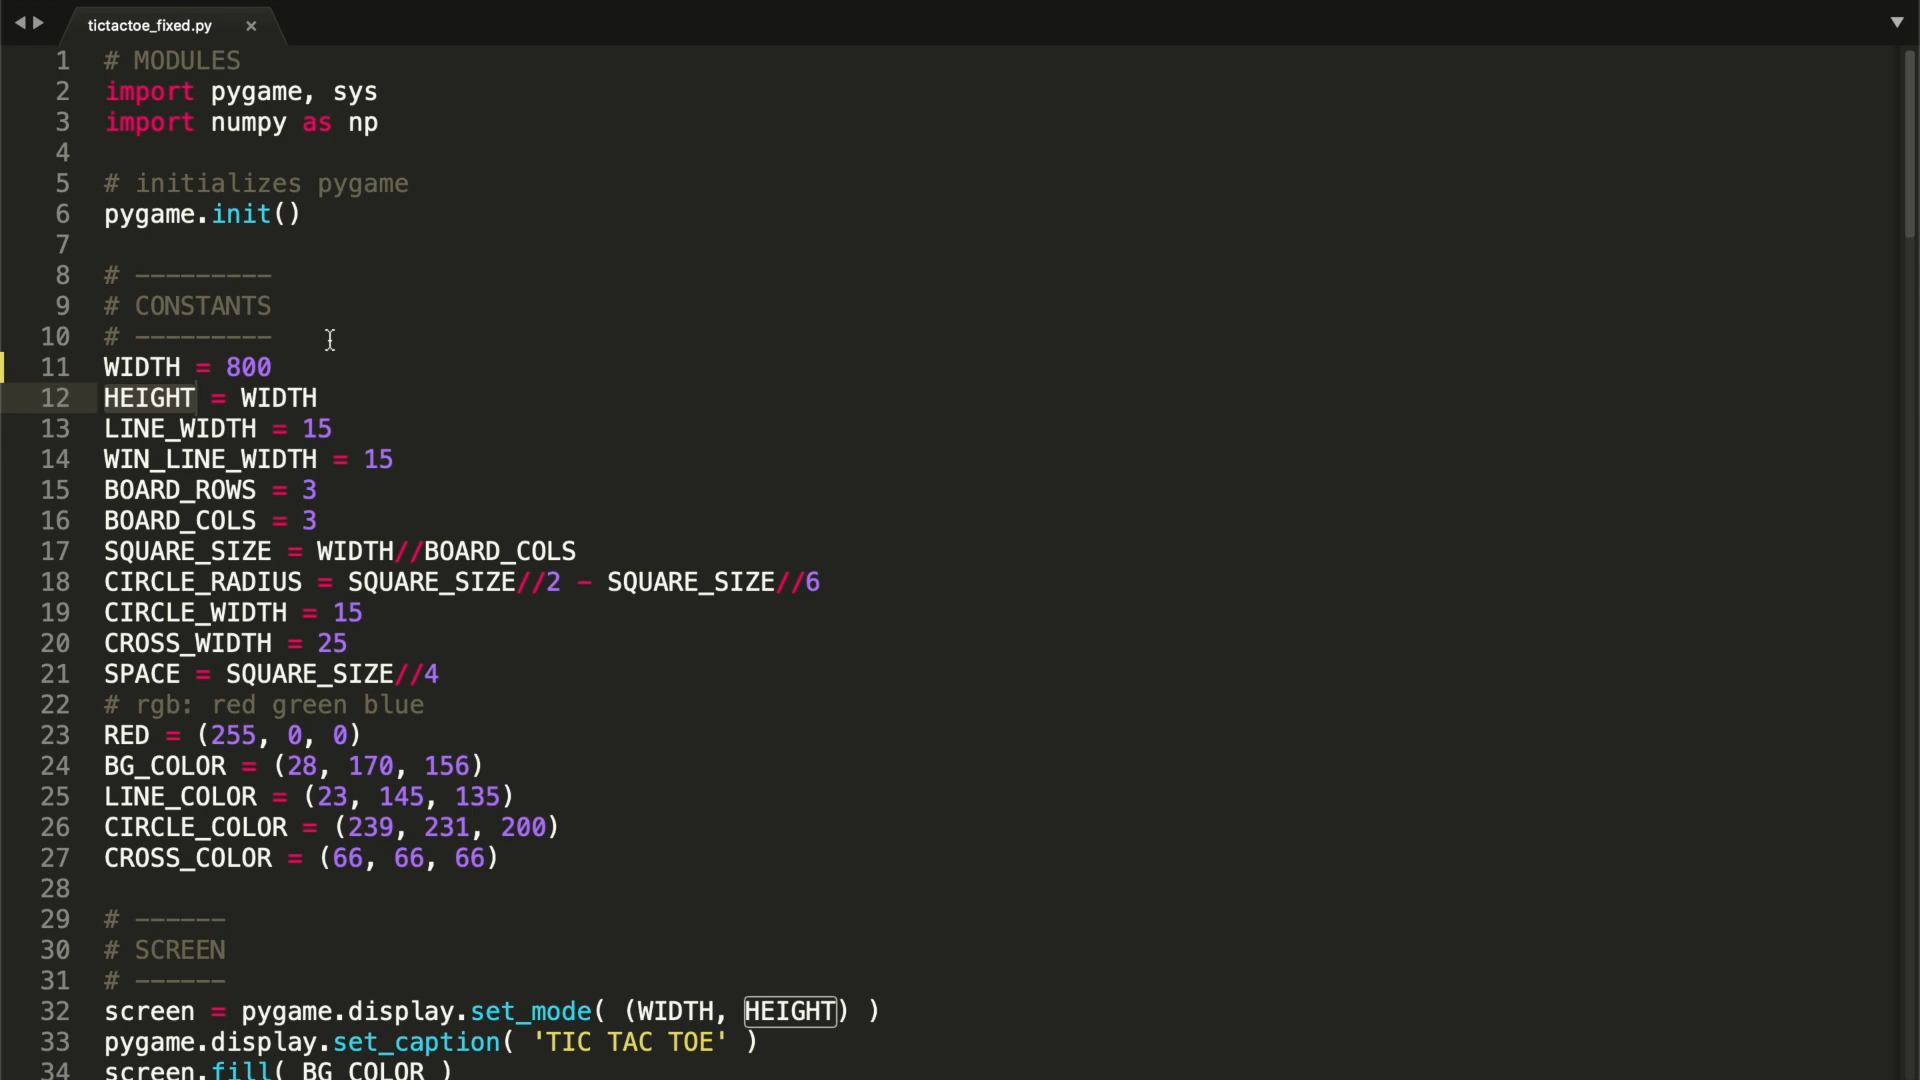 tictactoe_fixed.py ×
1 # MODULES
2 import pygame, sys
3 import numpy as np
4
5 # initializes pygame
6 pygame.init()
7
8 # ---------
9 # CONSTANTS
10 # ---------
11 WIDTH = 800
12 HEIGHT = WIDTH
13 LINE_WIDTH = 15
14 WIN_LINE_WIDTH = 15
15 BOARD_ROWS = 3
16 BOARD_COLS = 3
17 SQUARE_SIZE = WIDTH//BOARD_COLS
18 CIRCLE_RADIUS = SQUARE_SIZE//2 - SQUARE_SIZE//6
19 CIRCLE_WIDTH = 15
20 CROSS_WIDTH = 25
21 SPACE = SQUARE_SIZE//4
22 # rgb: red green blue
23 RED = (255, 0, 0)
24 BG_COLOR = (28, 170, 156)
25 LINE_COLOR = (23, 145, 135)
26 CIRCLE_COLOR = (239, 231, 200)
27 CROSS_COLOR = (66, 66, 66)
28
29 # ------
30 # SCREEN
31 # ------
32 screen = pygame.display.set_mode( (WIDTH, HEIGHT) )
33 pygame.display.set_caption( 'TIC TAC TOE' )
34 screen.fill( BG_COLOR )